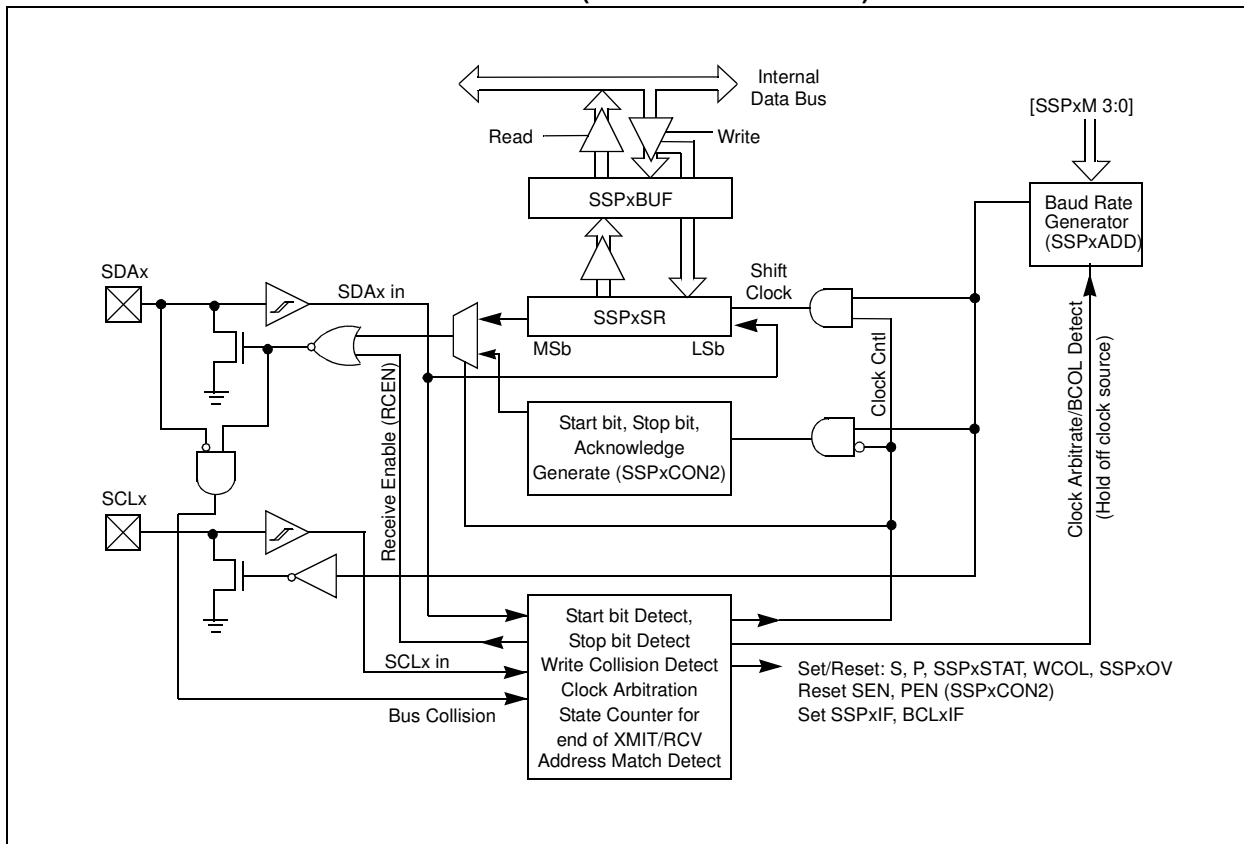 Internal
Data Bus
[SSPxM 3:0]
Read
Write
SSPxBUF
Baud Rate
Generator
(SSPxADD)
SDAx
SDAx in
Shift
Clock
SSPxSR
MSb
LSb
Receive Enable (RCEN)
Clock Cntl
Clock Arbitrate/BCOL Detect
(Hold off clock source)
Start bit, Stop bit,
Acknowledge
Generate (SSPxCON2)
SCLx
SCLx in
Bus Collision
Start bit Detect,
Stop bit Detect
Write Collision Detect
Clock Arbitration
State Counter for
end of XMIT/RCV
Address Match Detect
Set/Reset: S, P, SSPxSTAT, WCOL, SSPxOV
Reset SEN, PEN (SSPxCON2)
Set SSPxIF, BCLxIF